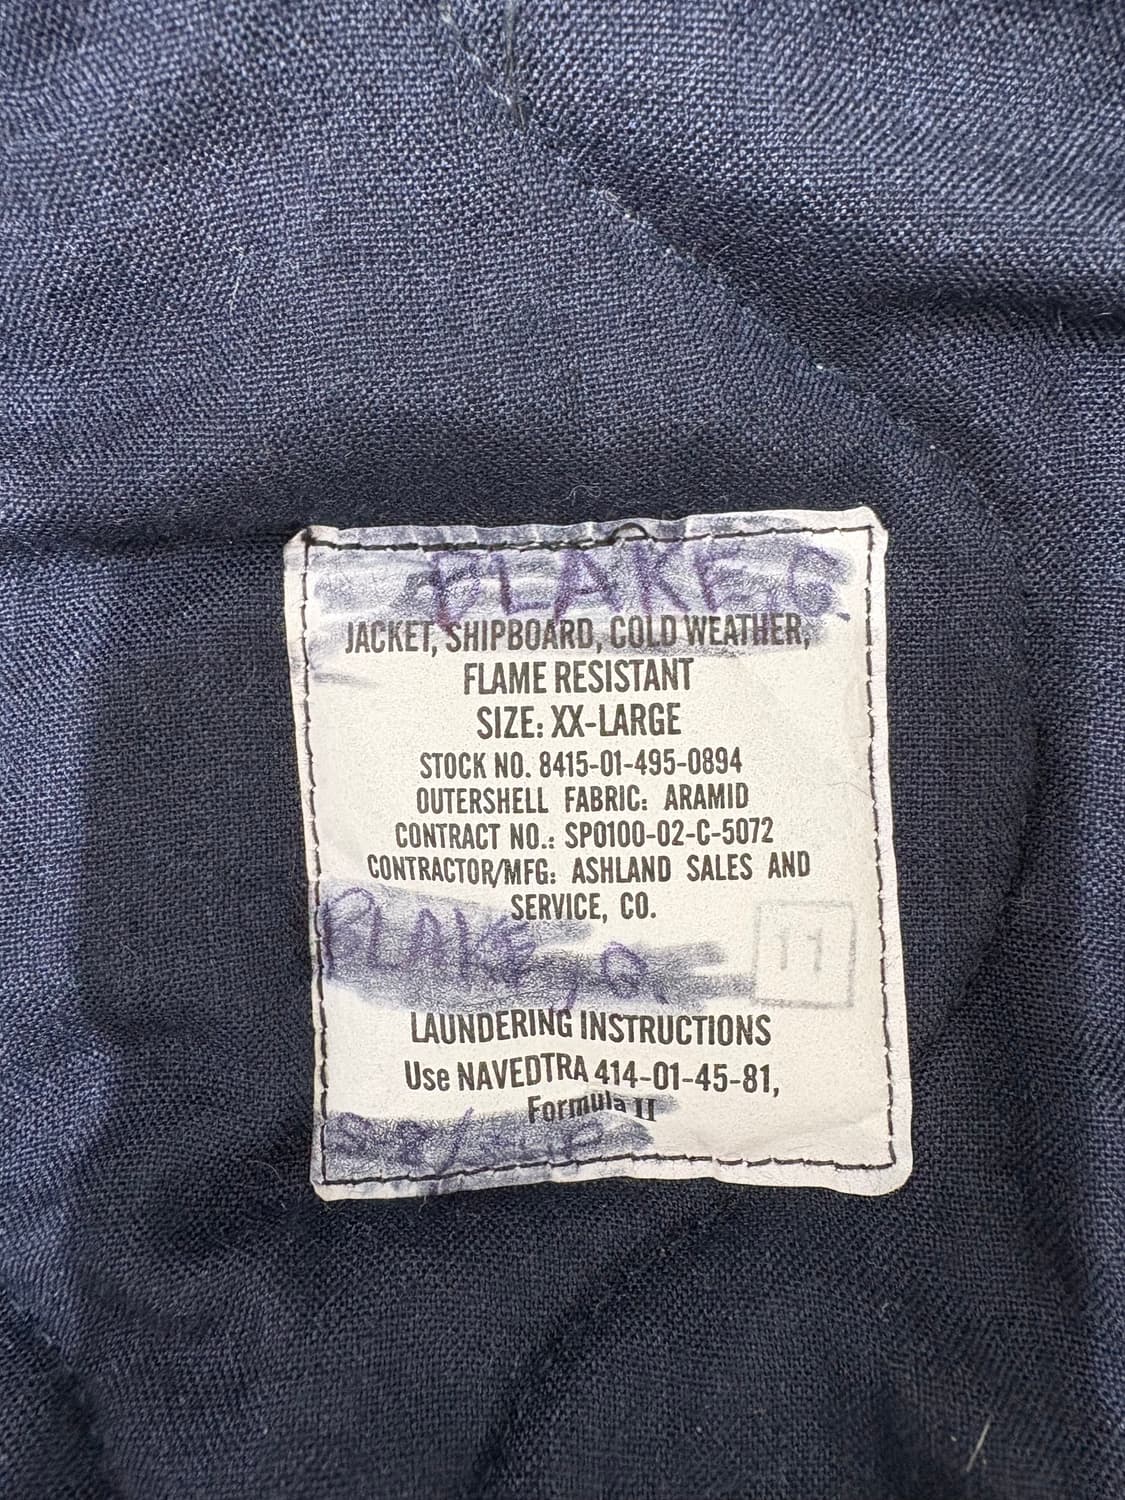 BLAKE, G
JACKET, SHIPBOARD, COLD WEATHER,
FLAME RESISTANT
SIZE: XX-LARGE
STOCK NO. 8415-01-495-0894
OUTERSHELL FABRIC: ARAMID
CONTRACT NO.: SP0100-02-C-5072
CONTRACTOR/MFG: ASHLAND SALES AND
SERVICE, CO.
BLAKE,
11
LAUNDERING INSTRUCTIONS
Use NAVEDTRA 414-01-45-81,
Formula II